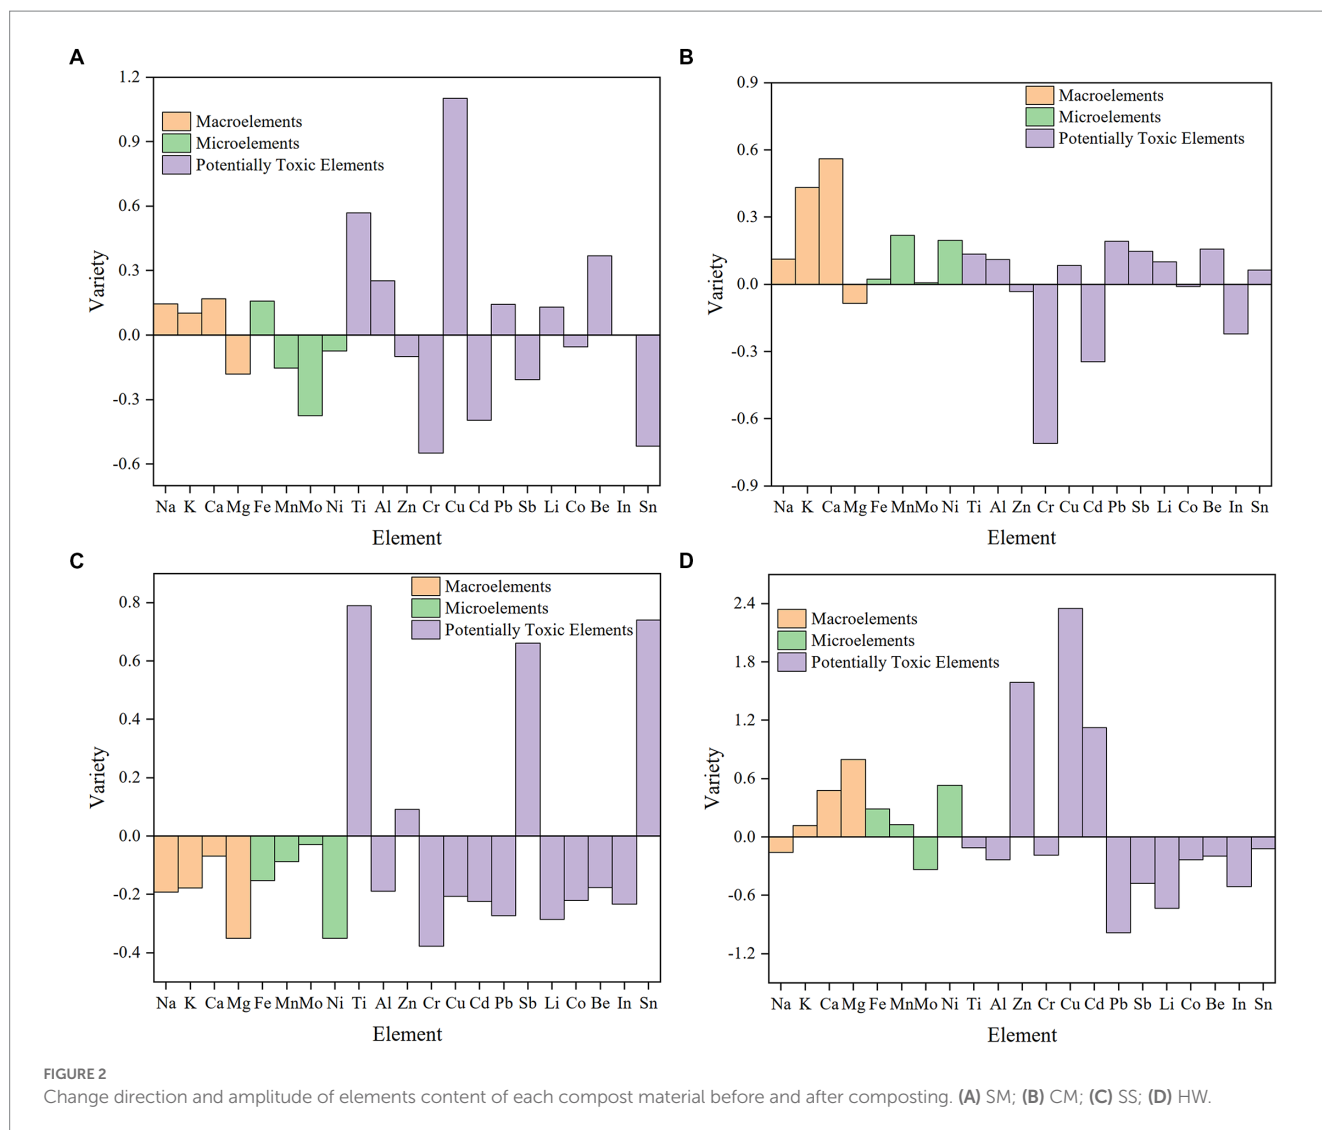 A
1.2
0.9
0.6
0.3
0.0
-0.3
-0.6
Variety
Macroelements
Microelements
Potentially Toxic Elements
Na K Ca Mg Fe Mn Mo Ni Ti Al Zn Cr Cu Cd Pb Sb Li Co Be In Sn
Element
B
0.9
0.6
0.3
0.0
-0.3
-0.6
-0.9
Variety
Macroelements
Microelements
Potentially Toxic Elements
Na K Ca Mg Fe Mn Mo Ni Ti Al Zn Cr Cu Cd Pb Sb Li Co Be In Sn
Element
C
0.8
0.6
0.4
0.2
0.0
-0.2
-0.4
Variety
Macroelements
Microelements
Potentially Toxic Elements
Na K Ca Mg Fe Mn Mo Ni Ti Al Zn Cr Cu Cd Pb Sb Li Co Be In Sn
Element
D
2.4
1.8
1.2
0.6
0.0
-0.6
-1.2
Variety
Macroelements
Microelements
Potentially Toxic Elements
Na K Ca Mg Fe Mn Mo Ni Ti Al Zn Cr Cu Cd Pb Sb Li Co Be In Sn
Element
FIGURE 2
Change direction and amplitude of elements content of each compost material before and after composting. (A) SM; (B) CM; (C) SS; (D) HW.